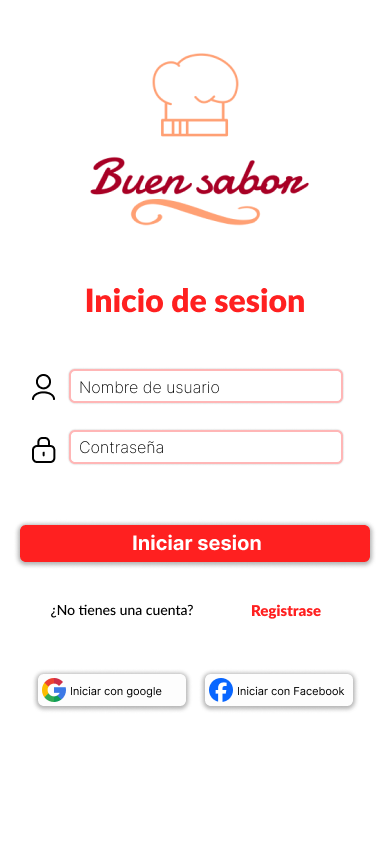 Buen sabor
Inicio de sesion
Nombre de usuario
Contraseña
Iniciar sesion
¿No tienes una cuenta? Registrase
Iniciar con google Iniciar con Facebook